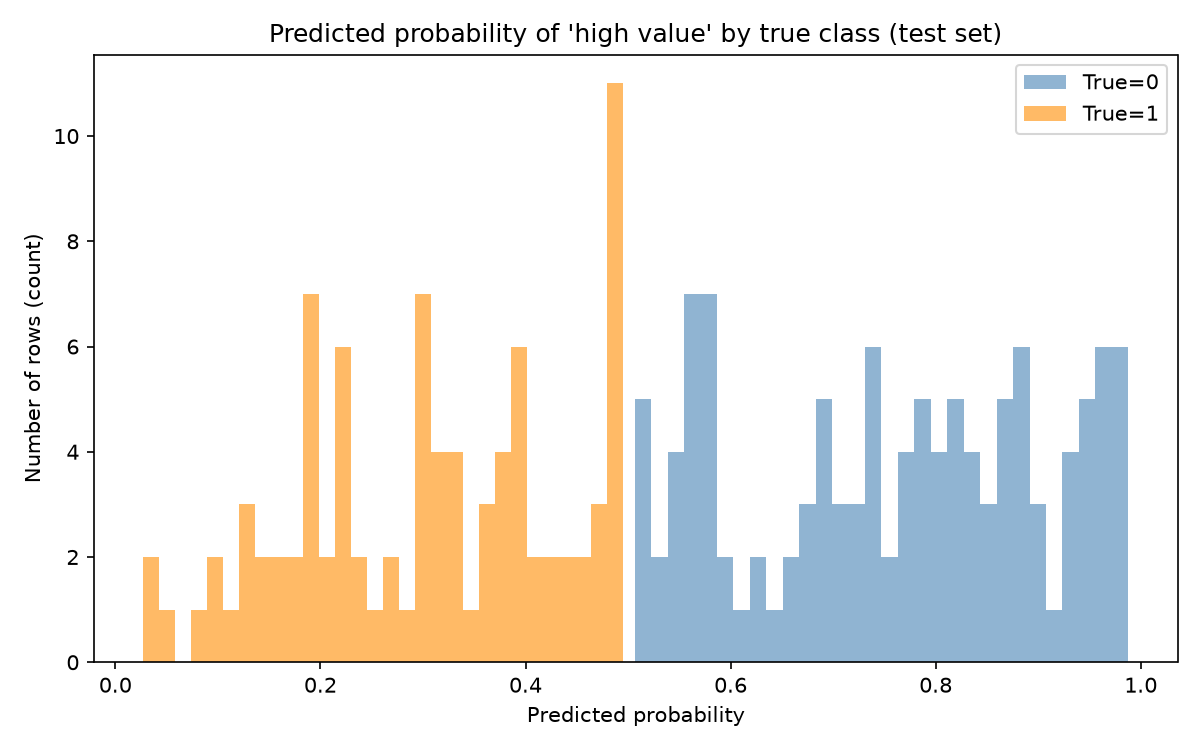 Predicted probability of 'high value' by true class (test set)
True=0
True=1
Number of rows (count)
10
8
6
4
2
0
0.0 0.2 0.4 0.6 0.8 1.0
Predicted probability